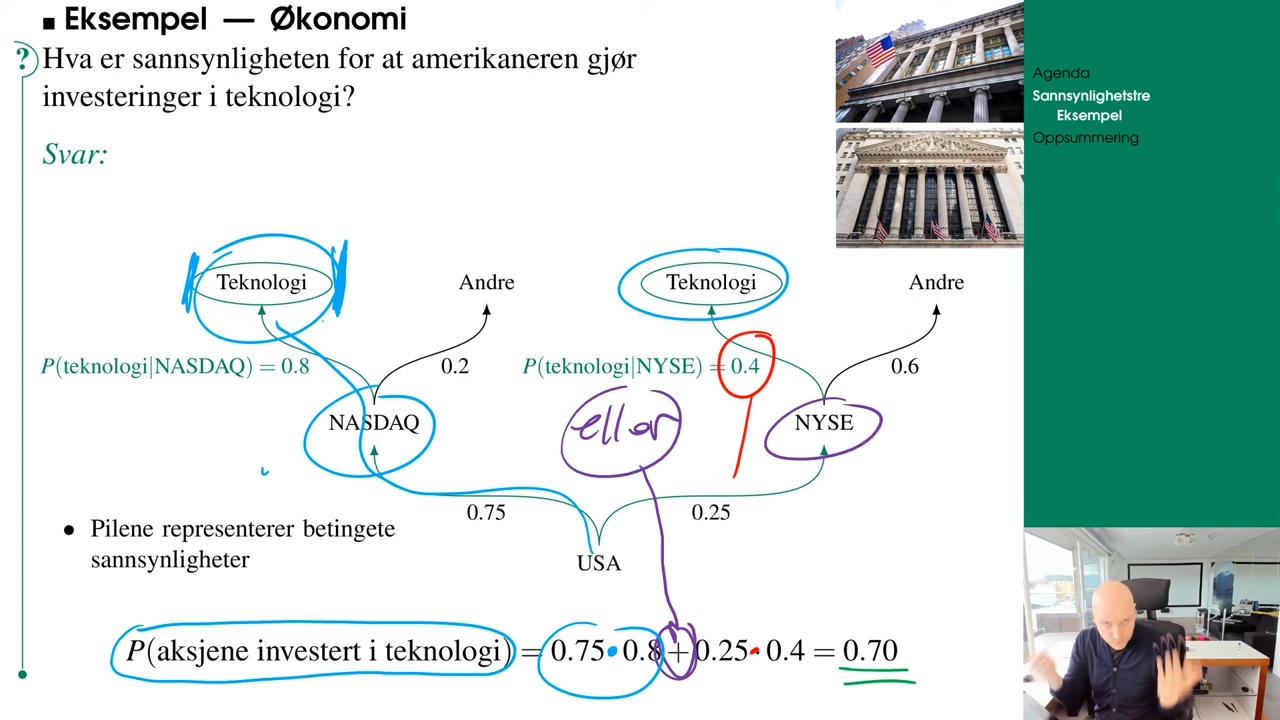 Eksempel — Økonomi
? Hva er sannsynligheten for at amerikaneren gjør
investeringer i teknologi?
Svar:
Agenda
Sannsynlighetstre
Eksempel
Oppsummering
Teknologi Andre Teknologi Andre
P(teknologi|NASDAQ) = 0.8 0.2 P(teknologi|NYSE) = 0.4 0.6
NASDAQ eller NYSE
0.75 0.25
• Pilene representerer betingete
sannsynligheter
USA
P(aksjene investert i teknologi) = 0.75 · 0.8 + 0.25 · 0.4 = 0.70